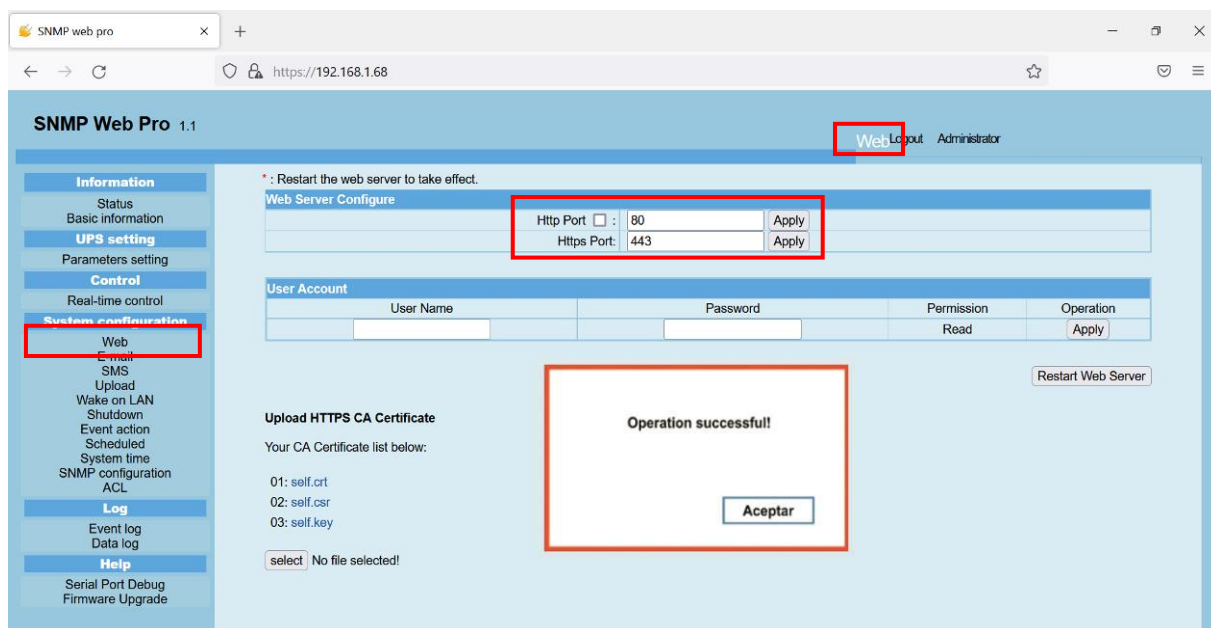 SNMP web pro
https://192.168.1.68
SNMP Web Pro 1.1
Web Logout Administrator
Information
Status
Basic information
UPS setting
Parameters setting
Control
Real-time control
System configuration
Web
E-mail
SMS
Upload
Wake on LAN
Shutdown
Event action
Scheduled
System time
SNMP configuration
ACL
Log
Event log
Data log
Help
Serial Port Debug
Firmware Upgrade
* : Restart the web server to take effect.
Web Server Configure
Http Port : 80 Apply
Https Port: 443 Apply
User Account
User Name Password Permission Operation
Read Apply
Restart Web Server
Upload HTTPS CA Certificate
Your CA Certificate list below:
01: self.crt
02: self.csr
03: self.key
select No file selected!
Operation successful!
Aceptar